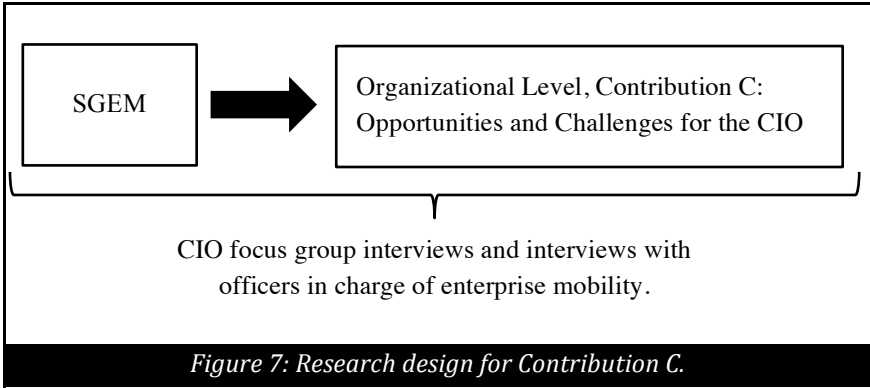 SGEM
Organizational Level, Contribution C:
Opportunities and Challenges for the CIO
CIO focus group interviews and interviews with
officers in charge of enterprise mobility.
Figure 7: Research design for Contribution C.